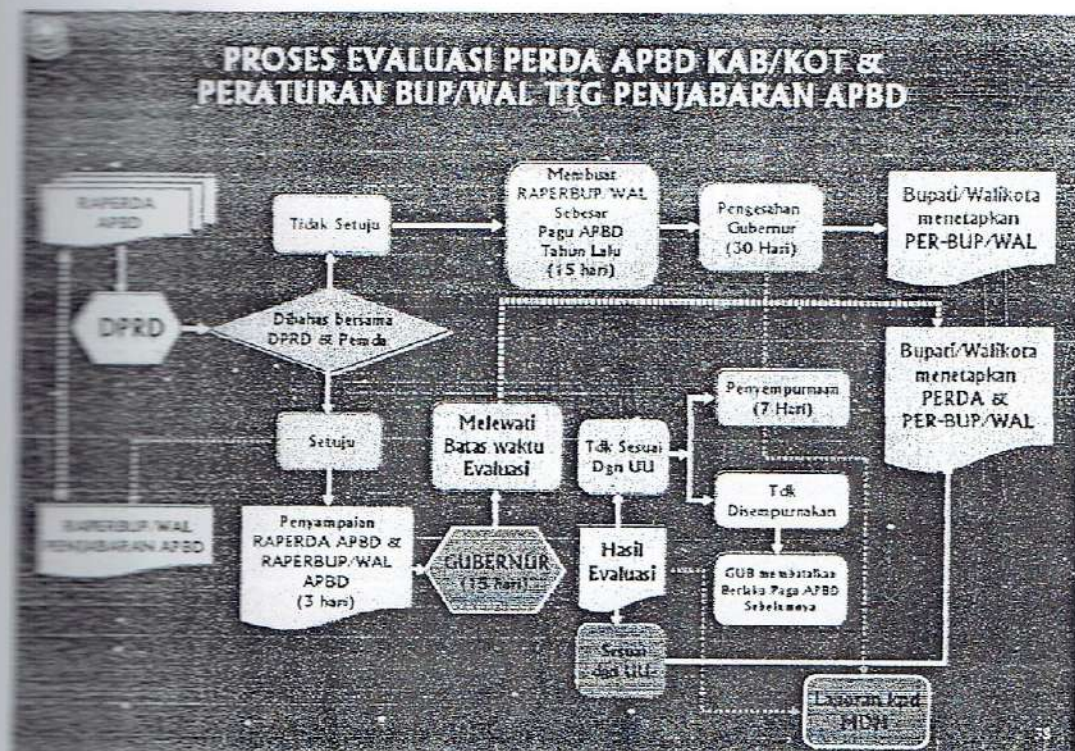 PROSES EVALUASI PERDA APBD KAB/KOT &
PERATURAN BUP/WAL TTG PENJABARAN APBD
RAPERDA
APBD
DPRD
RAPERBUP/WAL
PENJABARAN APBD
Tidak Setuju
Dibahas bersama
DPRD & Pemda
Setuju
Penyampaian
RAPERDA APBD &
RAPERBUP/WAL
APBD
(3 hari)
Membuat
RAPERBUP/WAL
Sebesar
Pagu APBD
Tahun Lalu
(15 hari)
Pengesahan
Gubernur
(30 Hari)
Bupati/Walikota
menetapkan
PER-BUP/WAL
Melewati
Batas waktu
Evaluasi
GUBERNUR
(15 hari)
Tdk Sesuai
Dgn UU
Hasil
Evaluasi
Sesuai
dgn UU
Penyempurnaan
(7 Hari)
Tdk
Disempurnakan
GUB membatalkan
Berlaku Pagu APBD
Sebelumnya
Bupati/Walikota
menetapkan
PERDA &
PER-BUP/WAL
Laporan kpd
MDN
38